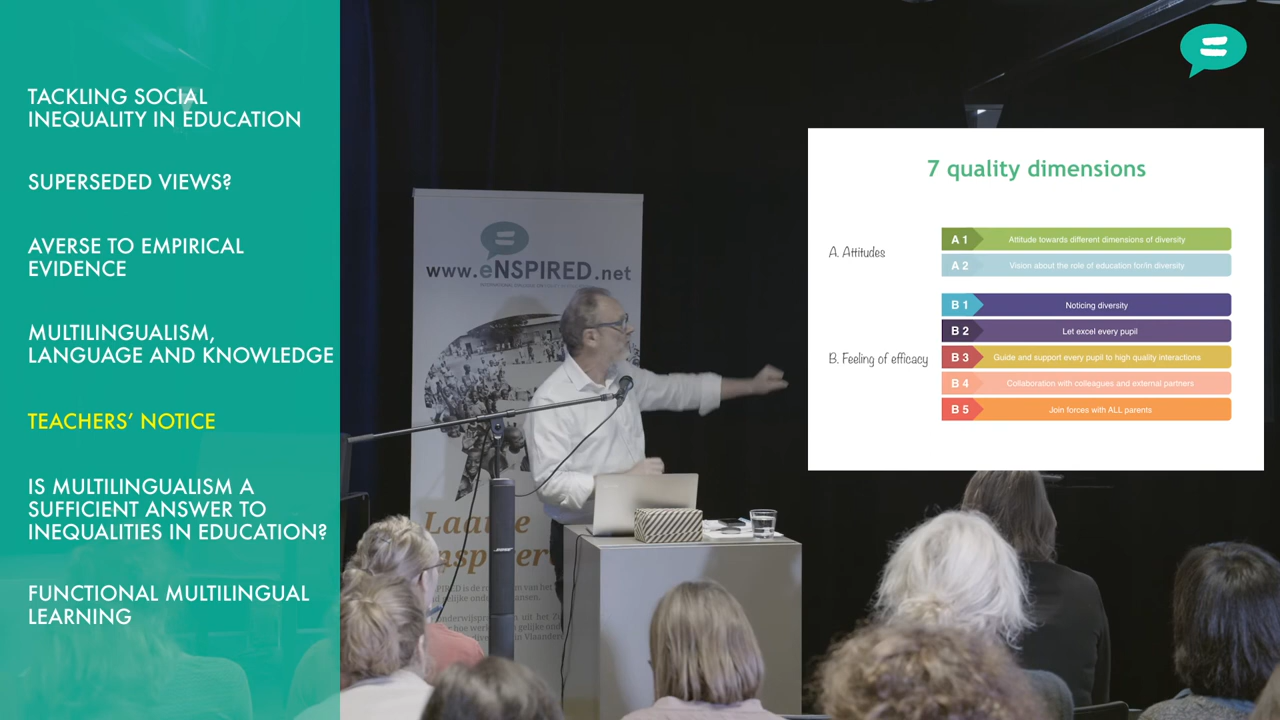 TACKLING SOCIAL
INEQUALITY IN EDUCATION
SUPERSEDED VIEWS?
AVERSE TO EMPIRICAL
EVIDENCE
MULTILINGUALISM,
LANGUAGE AND KNOWLEDGE
TEACHERS’ NOTICE
IS MULTILINGUALISM A
SUFFICIENT ANSWER TO
INEQUALITIES IN EDUCATION?
FUNCTIONAL MULTILINGUAL
LEARNING
www.eNSPIRED.net
BOSE
7 quality dimensions
A. Attitudes
A 1 Attitude towards different dimensions of diversity
A 2 Vision about the role of education for/in diversity
B. Feeling of efficacy
B 1 Noticing diversity
B 2 Let excel every pupil
B 3 Guide and support every pupil to high quality interactions
B 4 Collaboration with colleagues and external partners
B 5 Join forces with ALL parents